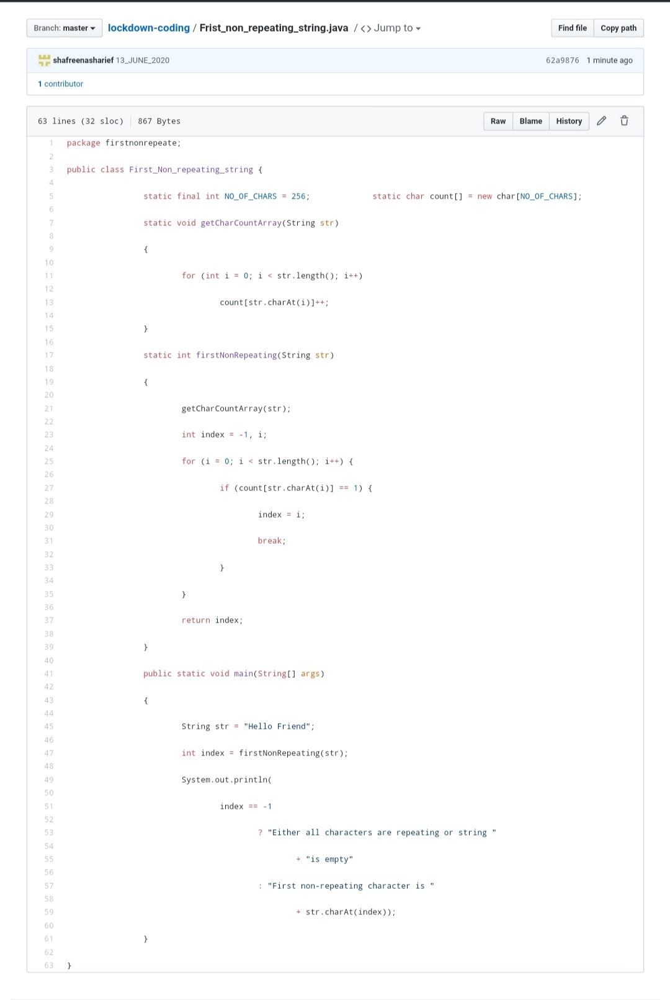 Branch: master lockdown-coding / Frist_non_repeating_string.java / <> Jump to Find file Copy path
shafreenasharief 13_JUNE_2020 62a9876 1 minute ago
1 contributor
63 lines (32 sloc) 867 Bytes Raw Blame History
1 package firstnonrepeate;
2
3 public class First_Non_repeating_string {
4
5 static final int NO_OF_CHARS = 256; static char count[] = new char[NO_OF_CHARS];
6
7 static void getCharCountArray(String str)
8
9 {
10
11 for (int i = 0; i < str.length(); i++)
12
13 count[str.charAt(i)]++;
14
15 }
16
17 static int firstNonRepeating(String str)
18
19 {
20
21 getCharCountArray(str);
22
23 int index = -1, i;
24
25 for (i = 0; i < str.length(); i++) {
26
27 if (count[str.charAt(i)] == 1) {
28
29 index = i;
30
31 break;
32
33 }
34
35 }
36
37 return index;
38
39 }
40
41 public static void main(String[] args)
42
43 {
44
45 String str = "Hello Friend";
46
47 int index = firstNonRepeating(str);
48
49 System.out.println(
50
51 index == -1
52
53 ? "Either all characters are repeating or string "
54
55 + "is empty"
56
57 : "First non-repeating character is "
58
59 + str.charAt(index));
60
61 }
62
63 }